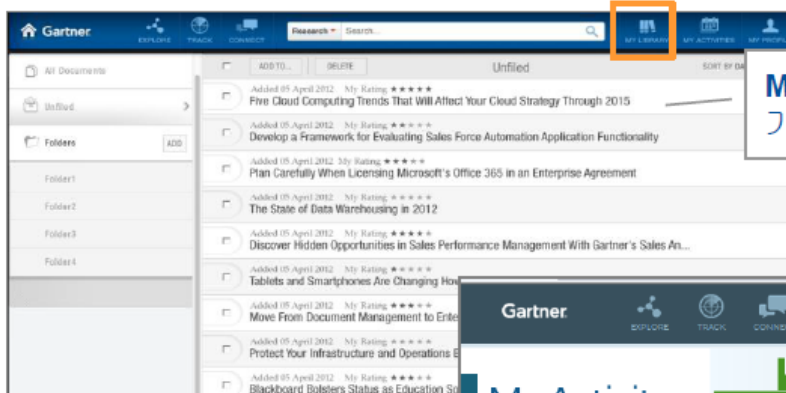 Gartner
EXPLORE
TRACK
CONNECT
Research
Search...
MY LIBRARY
MY ACTIVITIES
MY PROFIL
All Documents
ADD TO...
DELETE
Unfiled
SORT BY DA
Unfiled
Folders
ADD
Folder1
Folder2
Folder3
Folder4
Added 05 April 2012 My Rating ★★★★★
Five Cloud Computing Trends That Will Affect Your Cloud Strategy Through 2015
Added 05 April 2012 My Rating ★★★★★
Develop a Framework for Evaluating Sales Force Automation Application Functionality
Added 05 April 2012 My Rating ★★★★★
Plan Carefully When Licensing Microsoft's Office 365 in an Enterprise Agreement
Added 05 April 2012 My Rating ★★★★★
The State of Data Warehousing in 2012
Added 05 April 2012 My Rating ★★★★★
Discover Hidden Opportunities in Sales Performance Management With Gartner's Sales An...
Added 05 April 2012 My Rating ★★★★★
Tablets and Smartphones Are Changing How
Added 05 April 2012 My Rating ★★★★★
Move From Document Management to Ente
Added 05 April 2012 My Rating ★★★★★
Protect Your Infrastructure and Operations
Added 05 April 2012 My Rating ★★★★★
Blackboard Bolsters Status as Education So
M
フ
Gartner
EXPLORE
TRACK
CONNE
My Activit